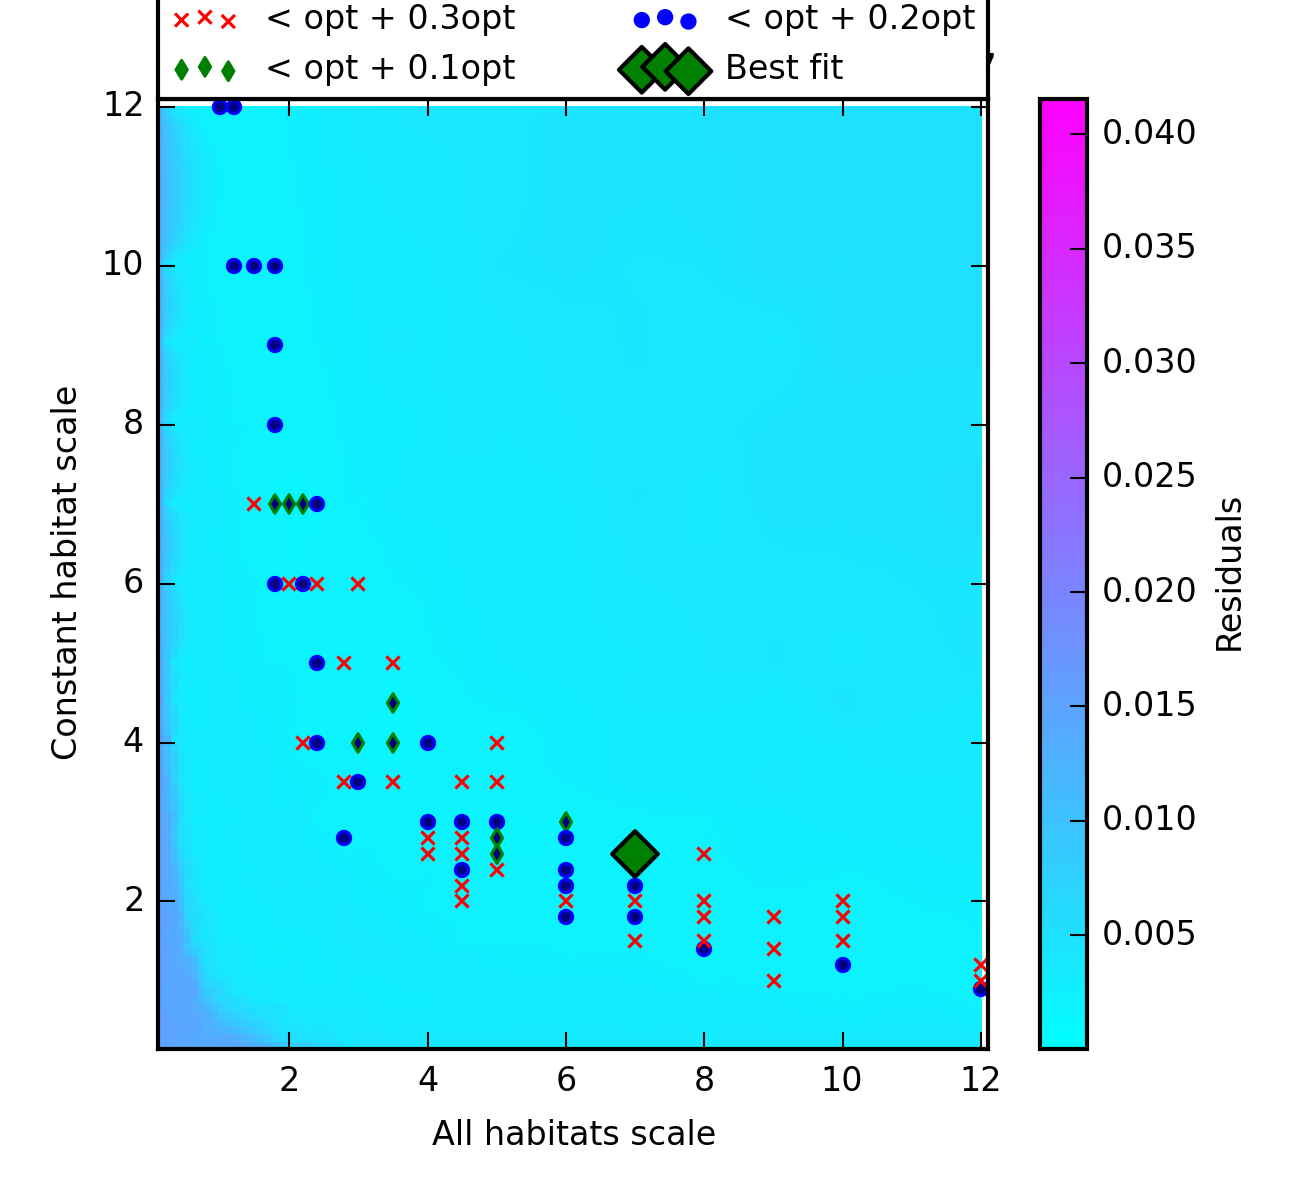 < opt + 0.3opt
< opt + 0.2opt
< opt + 0.1opt
Best fit
12
10
8
6
4
2
Constant habitat scale
2
4
6
8
10
12
All habitats scale
0.040
0.035
0.030
0.025
0.020
0.015
0.010
0.005
Residuals